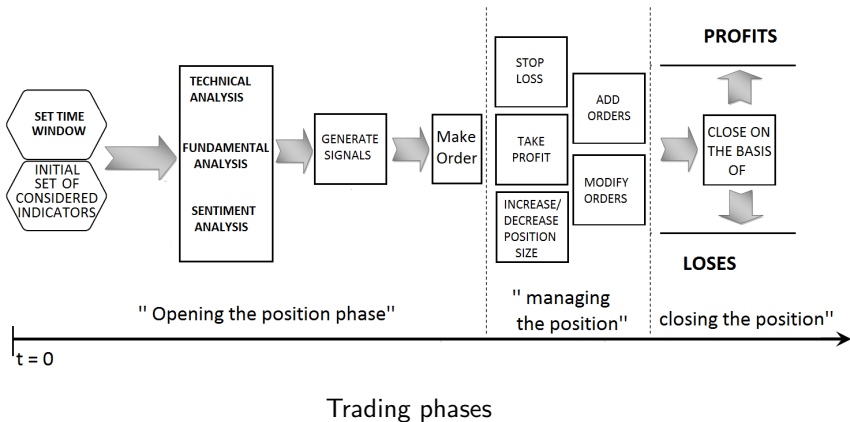 SET TIME
WINDOW
INITIAL
SET OF
CONSIDERED
INDICATORS
TECHNICAL
ANALYSIS
FUNDAMENTAL
ANALYSIS
SENTIMENT
ANALYSIS
GENERATE
SIGNALS
Make
Order
STOP
LOSS
TAKE
PROFIT
INCREASE/
DECREASE
POSITION
SIZE
ADD
ORDERS
MODIFY
ORDERS
PROFITS
CLOSE ON
THE BASIS
OF
LOSES
" Opening the position phase"
" managing
the position"
closing the position"
t = 0
Trading phases